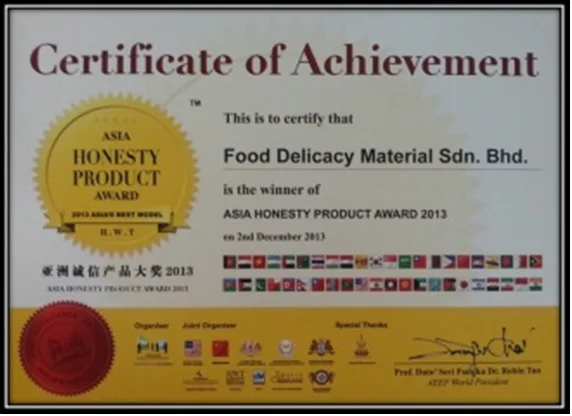 Certificate of Achievement
TM
ASIA
HONESTY
PRODUCT
AWARD
2013 ASIA'S BEST MODEL
H.W.T
亚洲诚信产品大奖2013
ASIA HONESTY PRODUCT AWARD 2013
This is to certify that
Food Delicacy Material Sdn. Bhd.
is the winner of
ASIA HONESTY PRODUCT AWARD 2013
on 2nd December 2013
Organiser
Joint Organiser
Special Thanks
Prof. Dato' Seri Paduka Dr. Robin Tao
AEEF World President